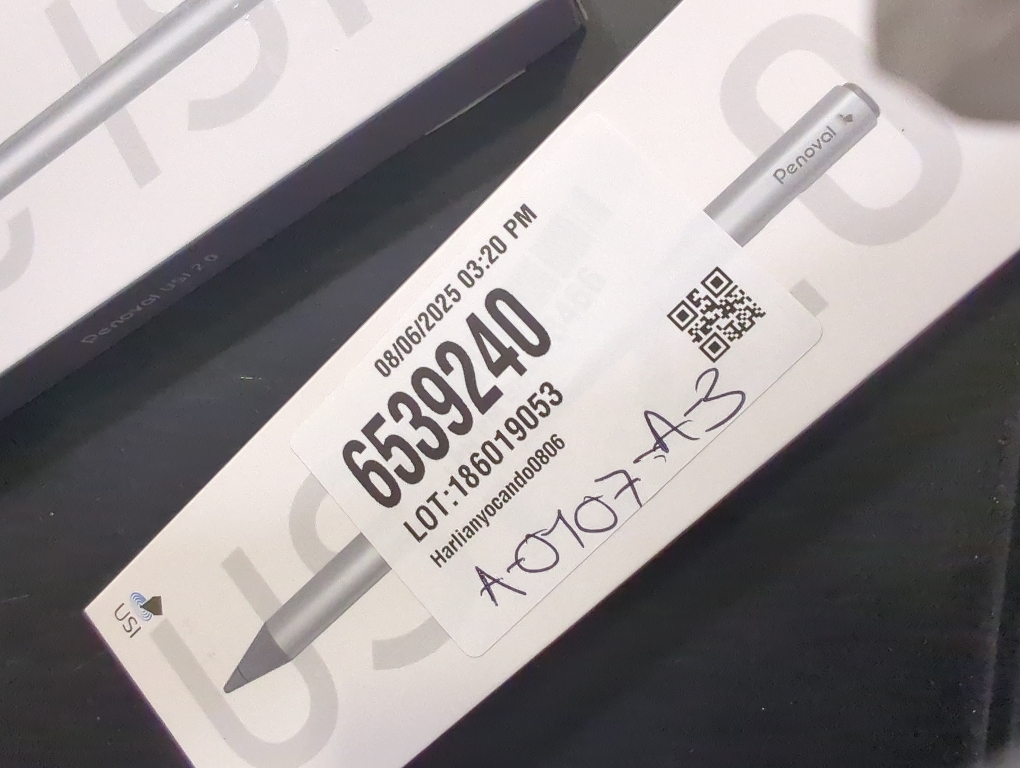 Penoval USI 2.0
Penoval
08/06/2025 03:20 PM
6539240
LOT:186019053
Harlianyocando0806
A-0107-A3
USI